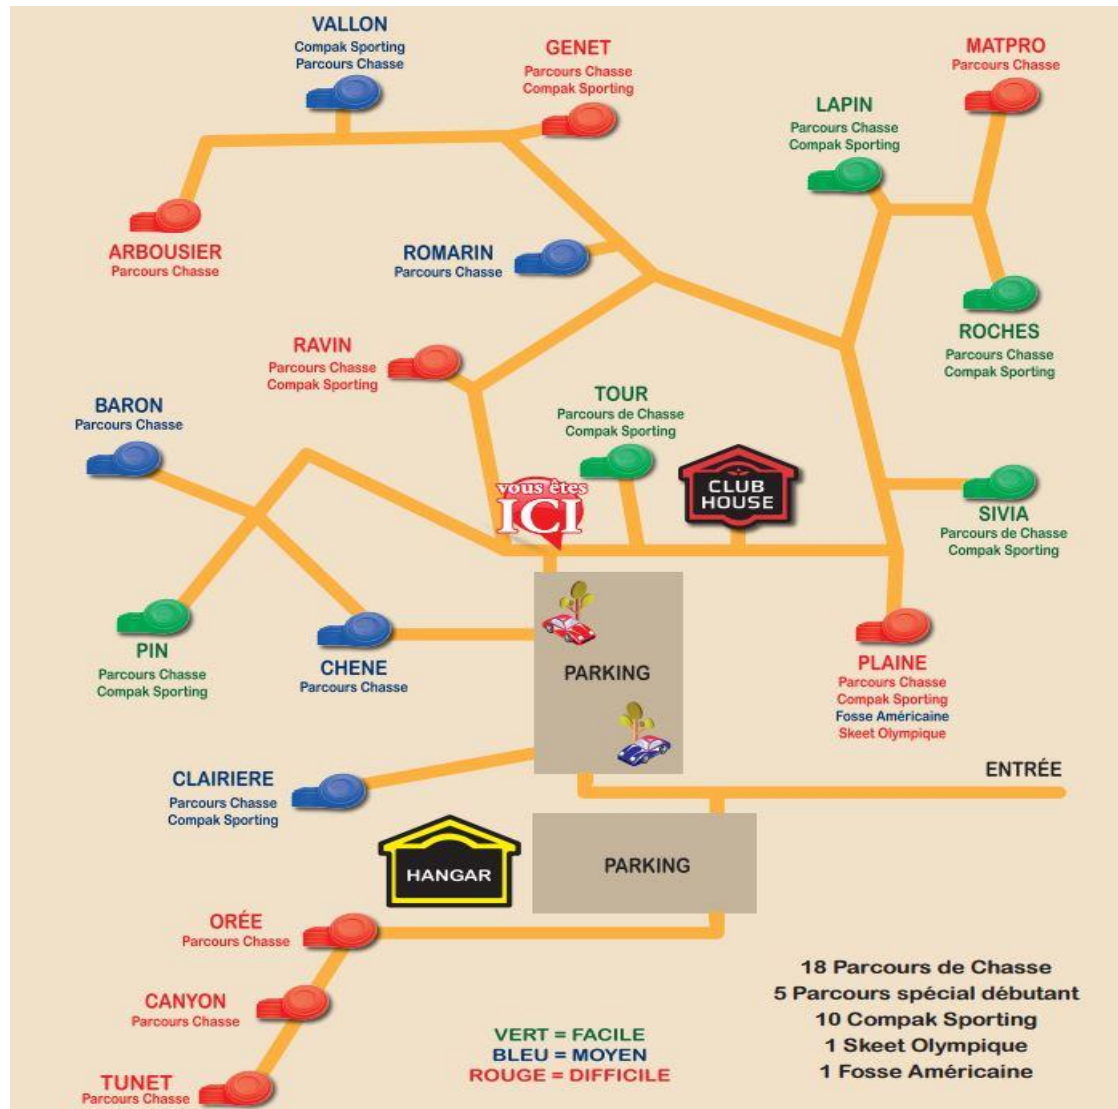 VALLON
Compak Sporting
Parcours Chasse
GENET
Parcours Chasse
Compak Sporting
MATPRO
Parcours Chasse
LAPIN
Parcours Chasse
Compak Sporting
ARBOUSIER
Parcours Chasse
ROMARIN
Parcours Chasse
ROCHES
Parcours Chasse
Compak Sporting
RAVIN
Parcours Chasse
Compak Sporting
TOUR
Parcours de Chasse
Compak Sporting
BARON
Parcours Chasse
CLUB
HOUSE
vous êtes
ICI
SIVIA
Parcours de Chasse
Compak Sporting
PIN
Parcours Chasse
Compak Sporting
CHENE
Parcours Chasse
PARKING
PLAINE
Parcours Chasse
Compak Sporting
Fosse Américaine
Skeet Olympique
CLAIRIERE
Parcours Chasse
Compak Sporting
ENTRÉE
HANGAR
PARKING
ORÉE
Parcours Chasse
CANYON
Parcours Chasse
TUNET
Parcours Chasse
VERT = FACILE
BLEU = MOYEN
ROUGE = DIFFICILE
18 Parcours de Chasse
5 Parcours spécial débutant
10 Compak Sporting
1 Skeet Olympique
1 Fosse Américaine